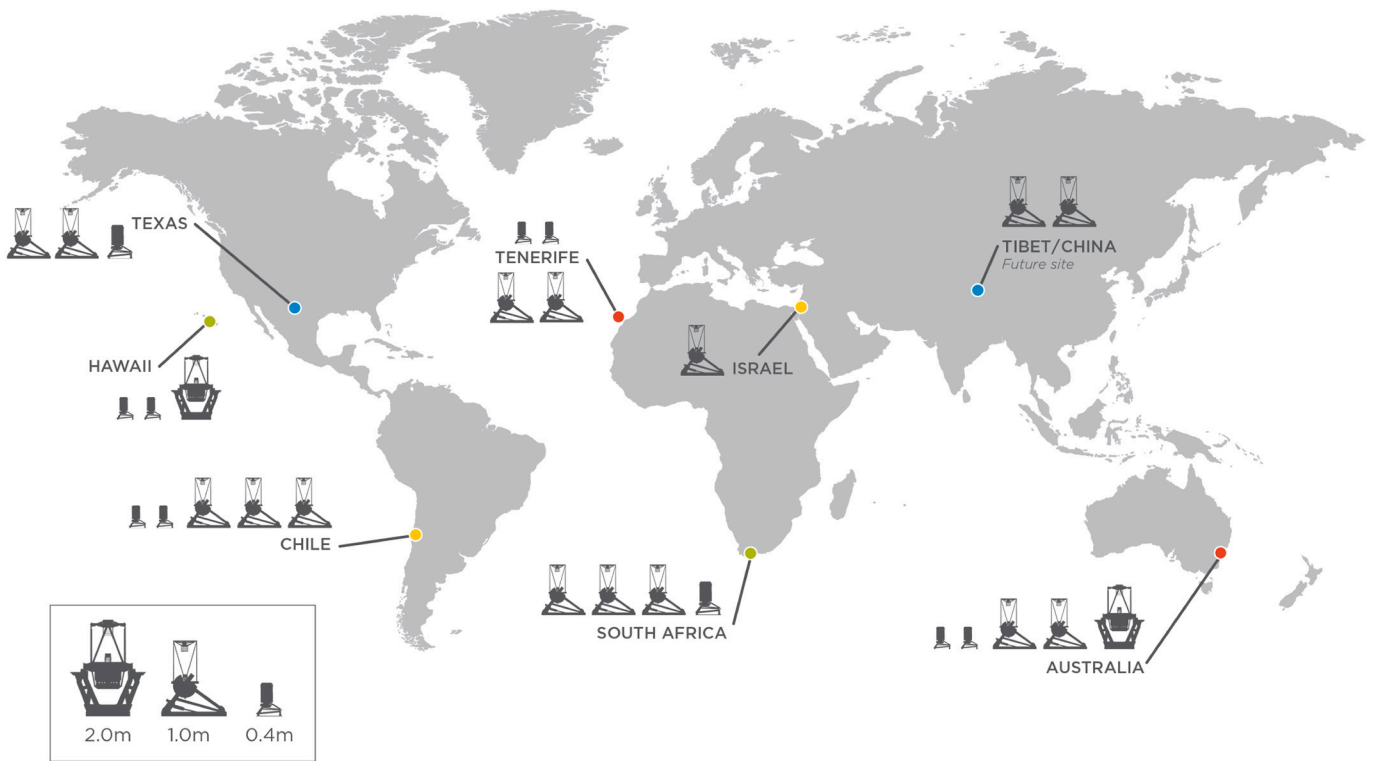 TEXAS
TENERIFE
TIBET/CHINA
Future site
HAWAII
ISRAEL
CHILE
SOUTH AFRICA
AUSTRALIA
2.0m 1.0m 0.4m